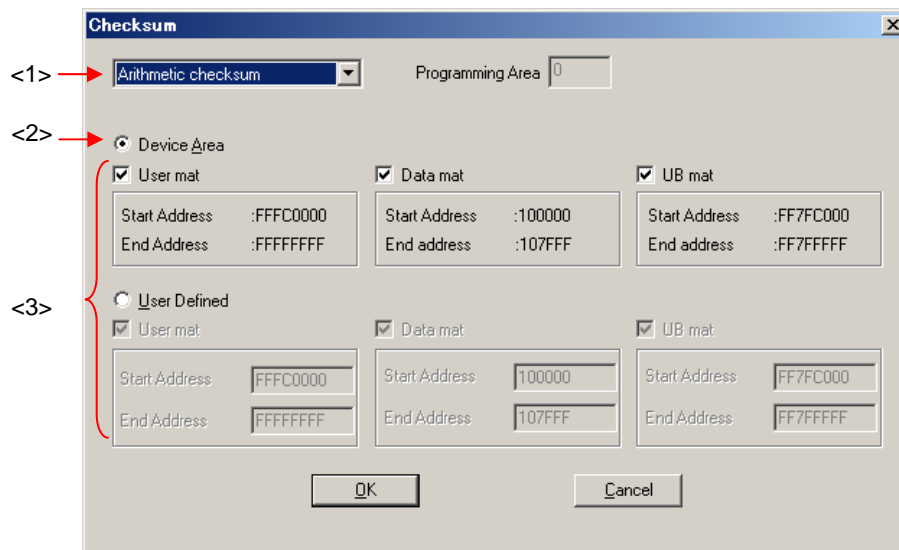 Checksum
<1>
Arithmetic checksum
Programming Area 0
<2>
Device Area
User mat
Data mat
UB mat
Start Address :FFFC0000
Start Address :100000
Start Address :FF7FC000
End Address :FFFFFFFF
End address :107FFF
End address :FF7FFFFF
<3>
User Defined
User mat
Data mat
UB mat
Start Address FFFC0000
Start Address 100000
Start Address FF7FC000
End Address FFFFFFFF
End Address 107FFF
End Address FF7FFFFF
OK
Cancel